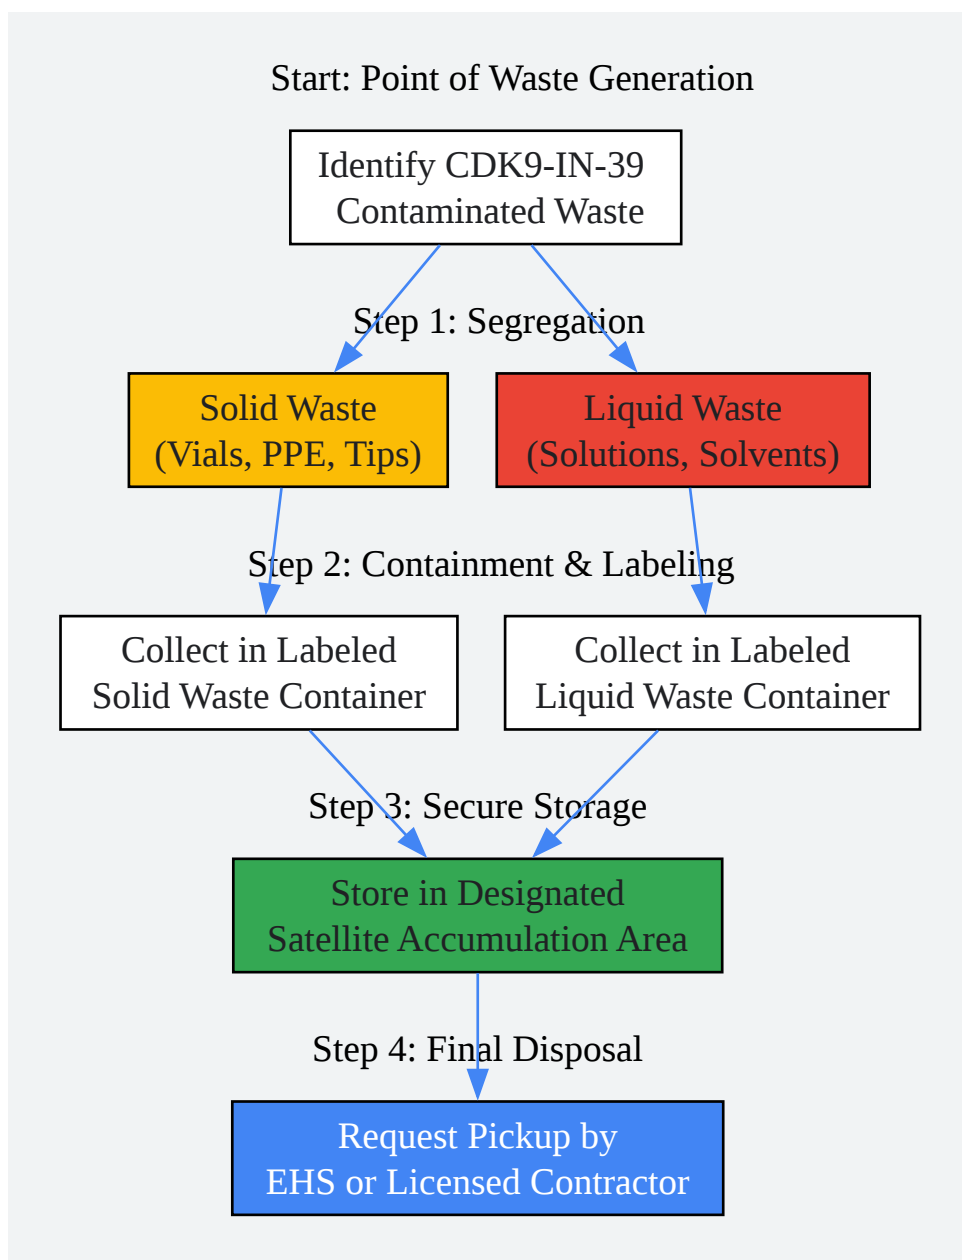 Start: Point of Waste Generation
Identify CDK9-IN-39
Contaminated Waste
Step 1: Segregation
Solid Waste
(Vials, PPE, Tips)
Liquid Waste
(Solutions, Solvents)
Step 2: Containment & Labeling
Collect in Labeled
Solid Waste Container
Collect in Labeled
Liquid Waste Container
Step 3: Secure Storage
Store in Designated
Satellite Accumulation Area
Step 4: Final Disposal
Request Pickup by
EHS or Licensed Contractor